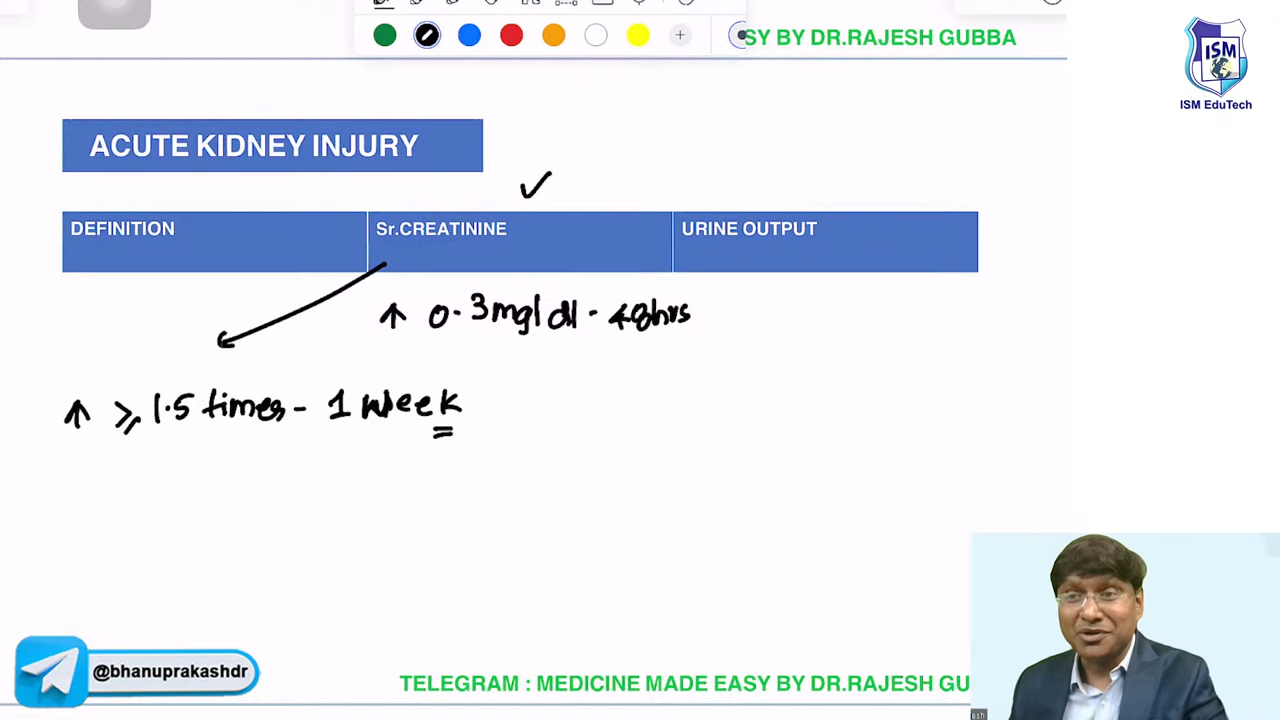 SY BY DR.RAJESH GUBBA
ISM
ISM EduTech
ACUTE KIDNEY INJURY
DEFINITION
Sr.CREATININE
URINE OUTPUT
↑ 0.3mg/dl - 48hrs
↑ ≥ 1.5 times - 1 week
@bhanuprakashdr
TELEGRAM : MEDICINE MADE EASY BY DR.RAJESH GU
esh